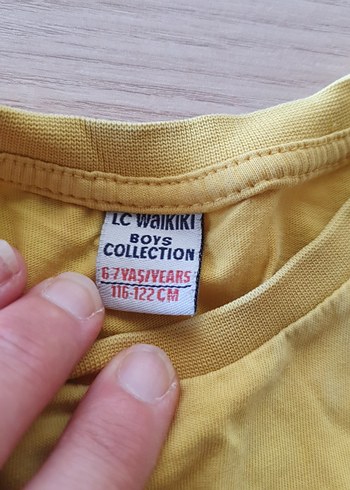 LC WAIKIKI
BOYS
COLLECTION
6-7 YAŞ/YEARS
116-122 CM